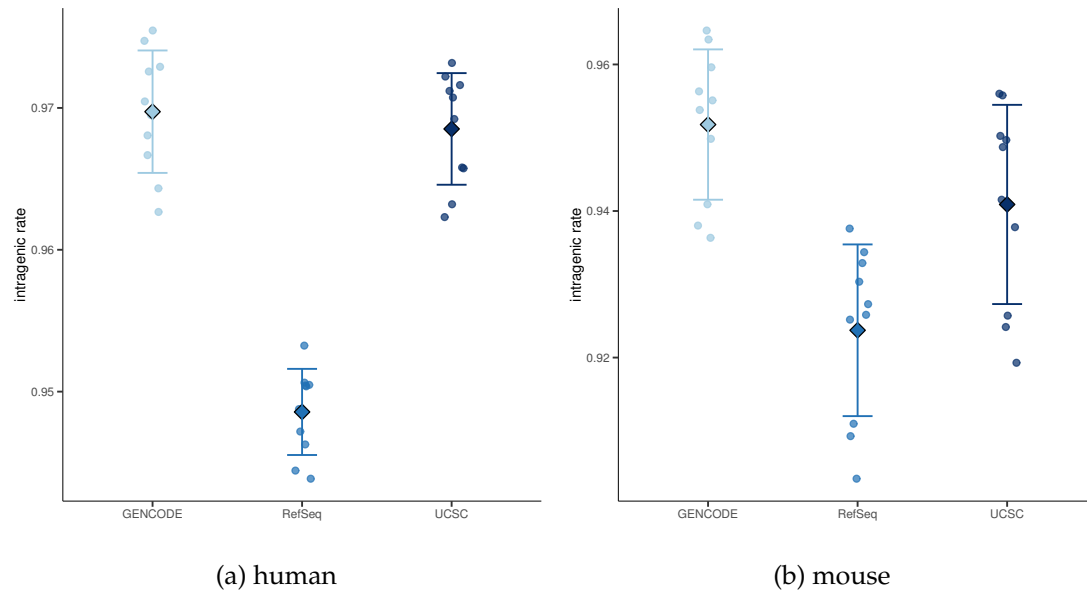 intragenic rate
0.97
0.96
0.95
GENCODE RefSeq UCSC
(a) human
intragenic rate
0.96
0.94
0.92
GENCODE RefSeq UCSC
(b) mouse